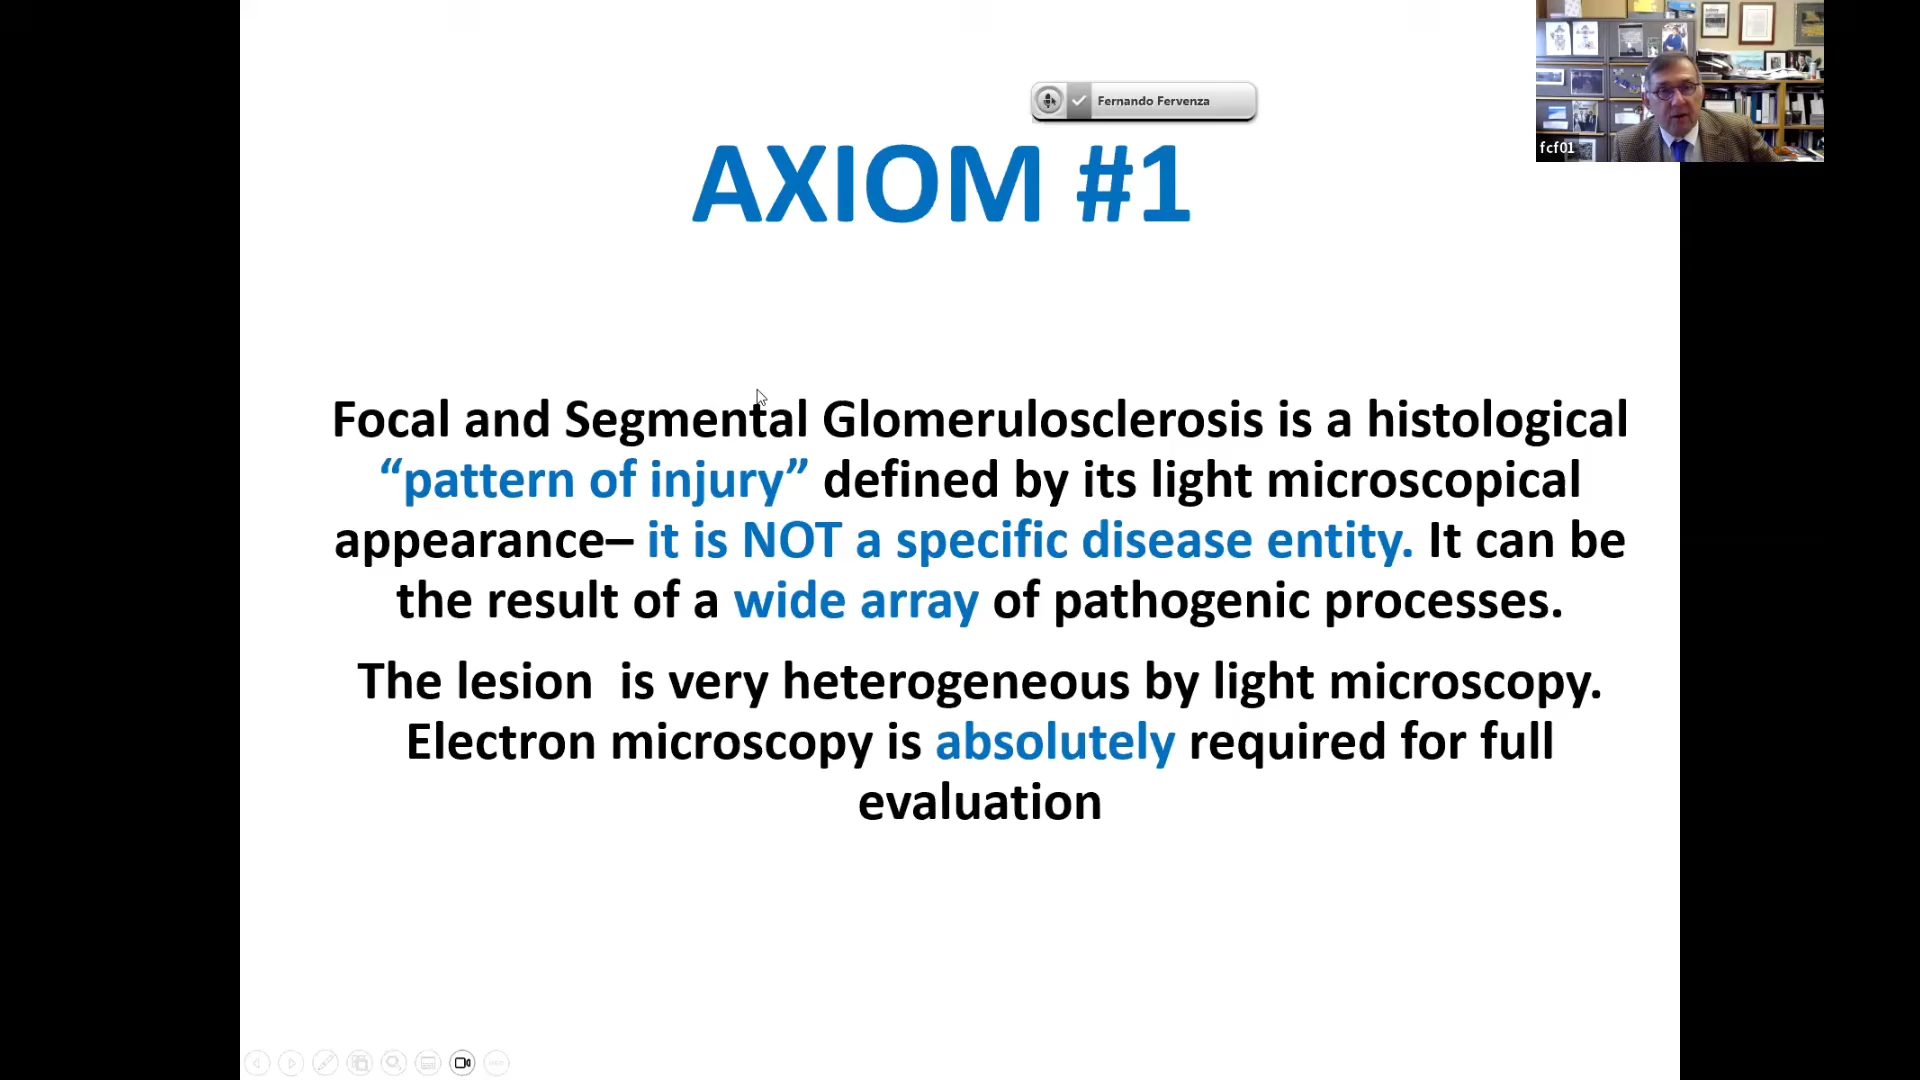 Fernando Fervenza
fcf01
AXIOM #1
Focal and Segmental Glomerulosclerosis is a histological
“pattern of injury” defined by its light microscopical
appearance– it is NOT a specific disease entity. It can be
the result of a wide array of pathogenic processes.
The lesion  is very heterogeneous by light microscopy.
Electron microscopy is absolutely required for full
evaluation